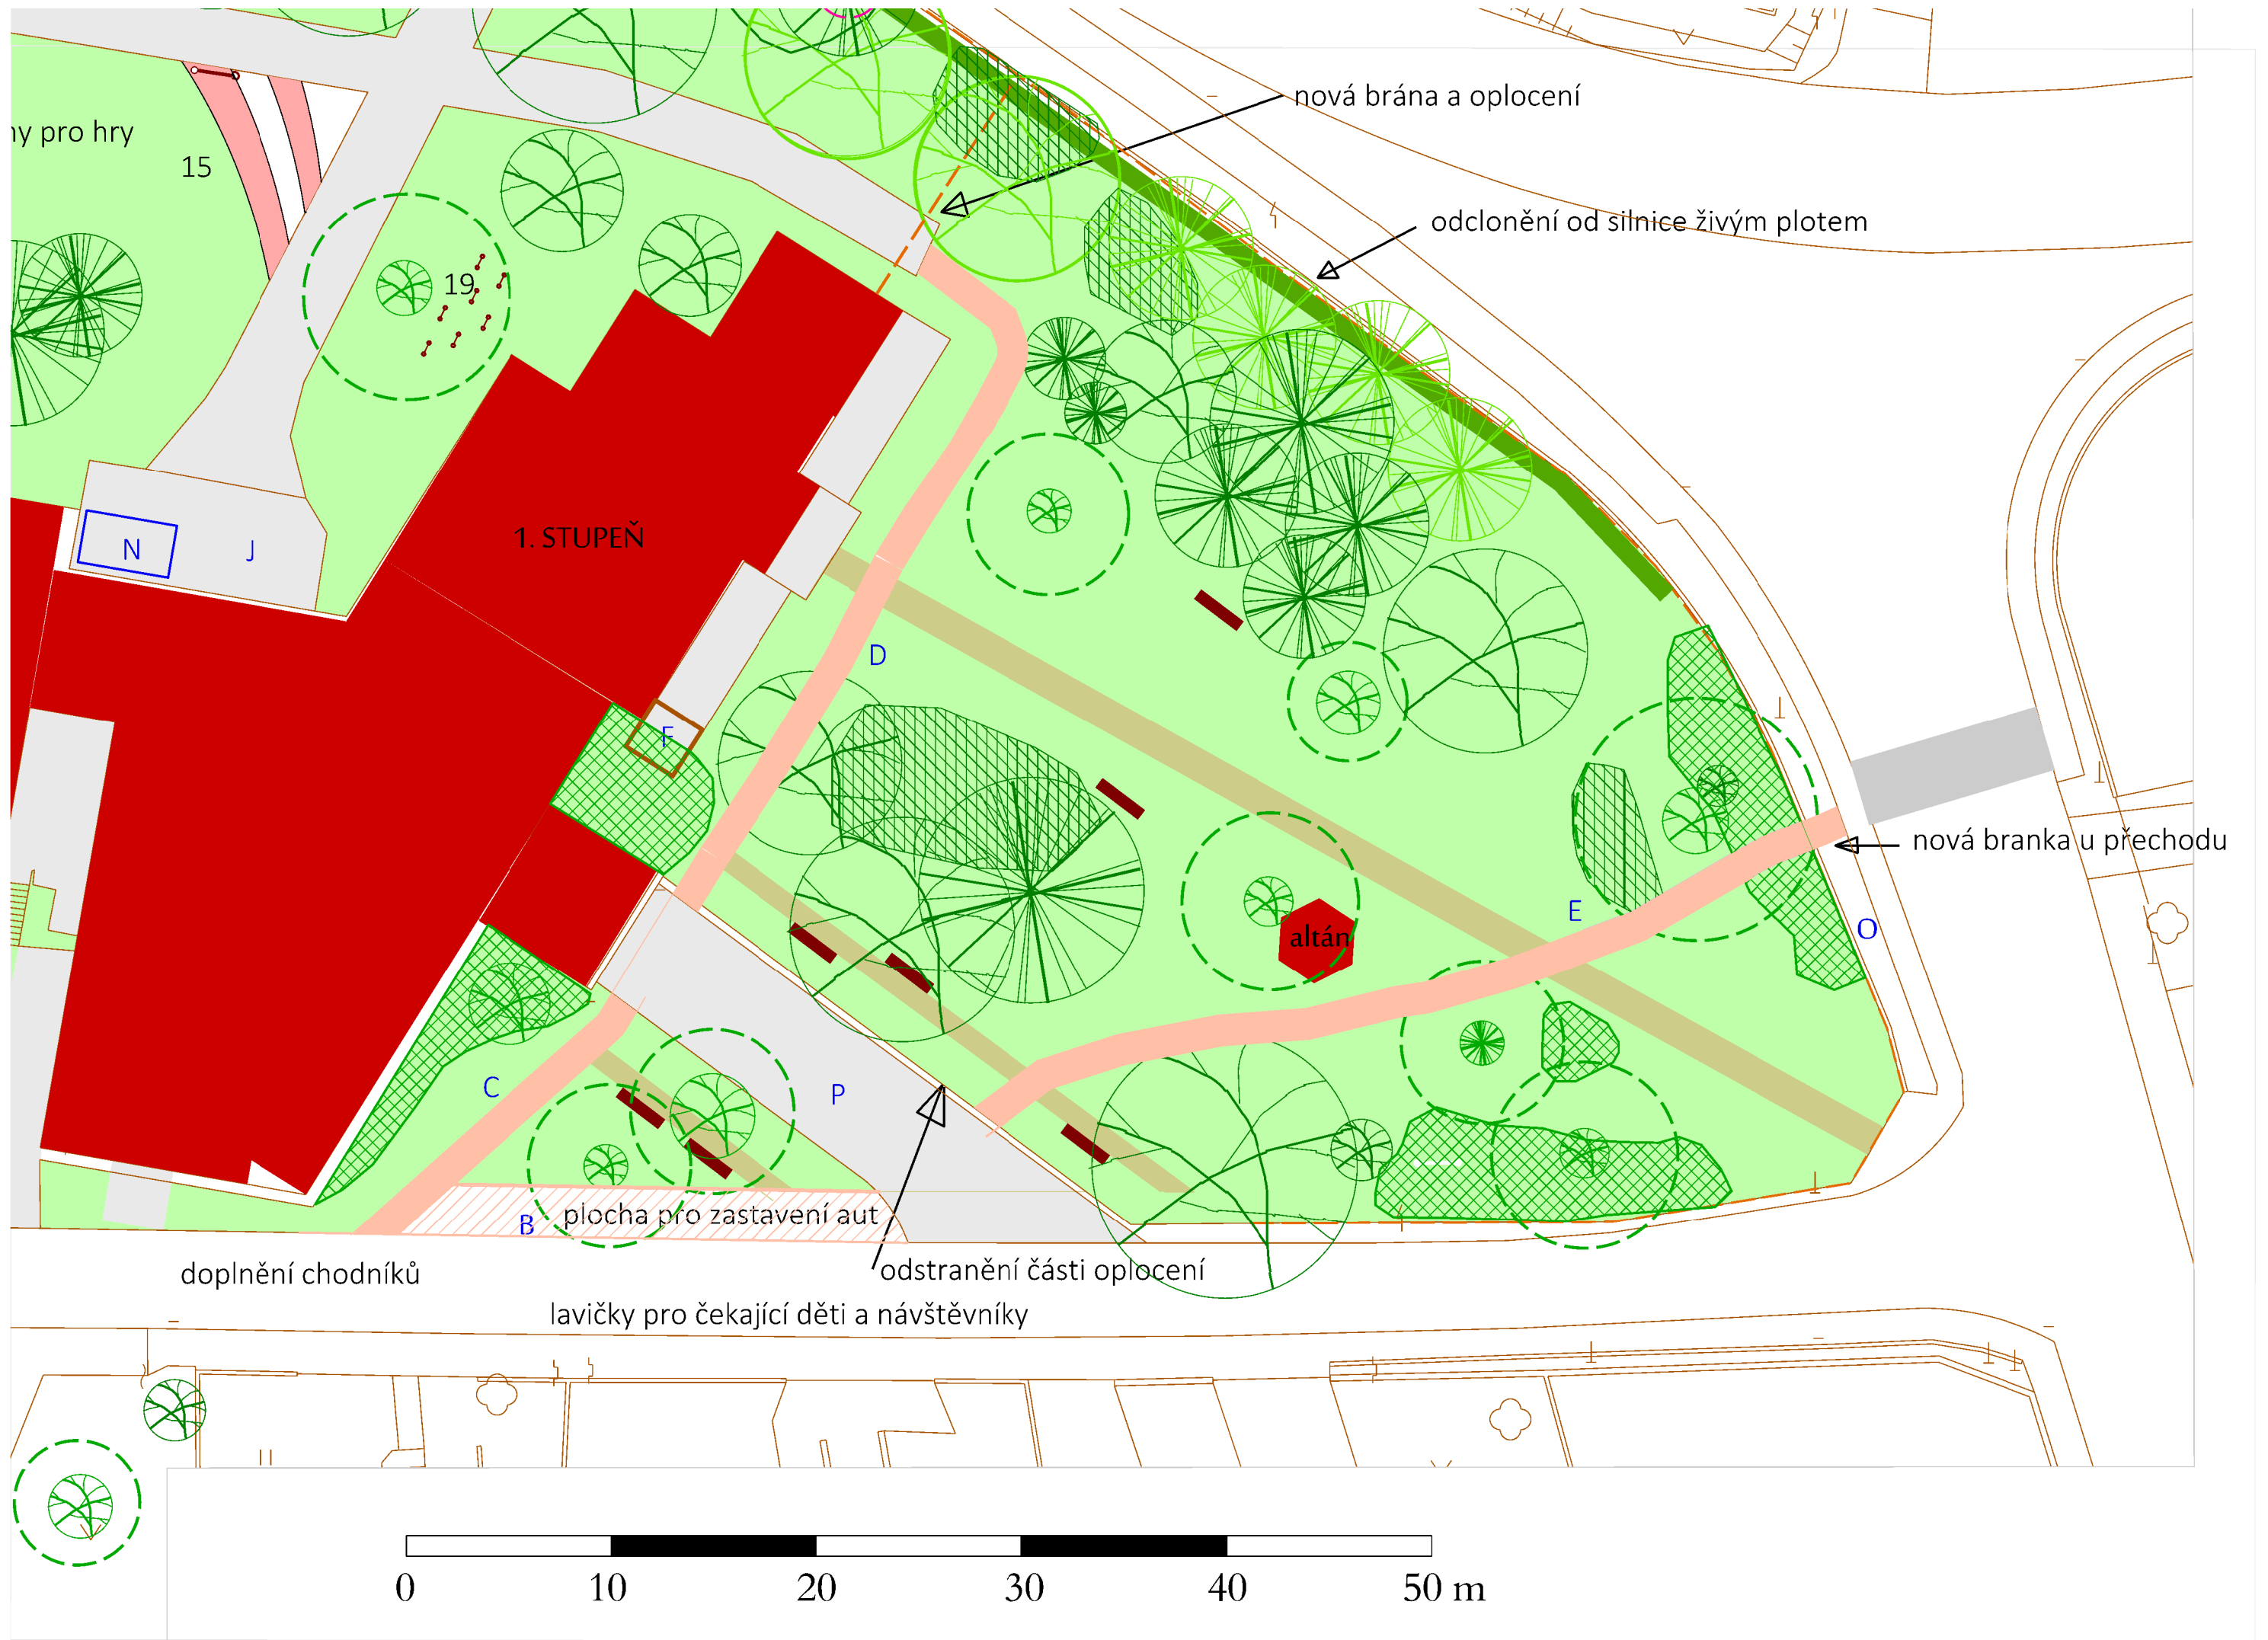 nová brána a oplocení
pro hry
15
odclonění od silnice živým plotem
19
1. STUPEŇ
N
J
D
F
nová branka u přechodu
E
O
altán
C
P
plocha pro zastavení aut
B
doplnění chodníků
odstranění části oplocení
lavičky pro čekající děti a návštěvníky
0 10 20 30 40 50 m